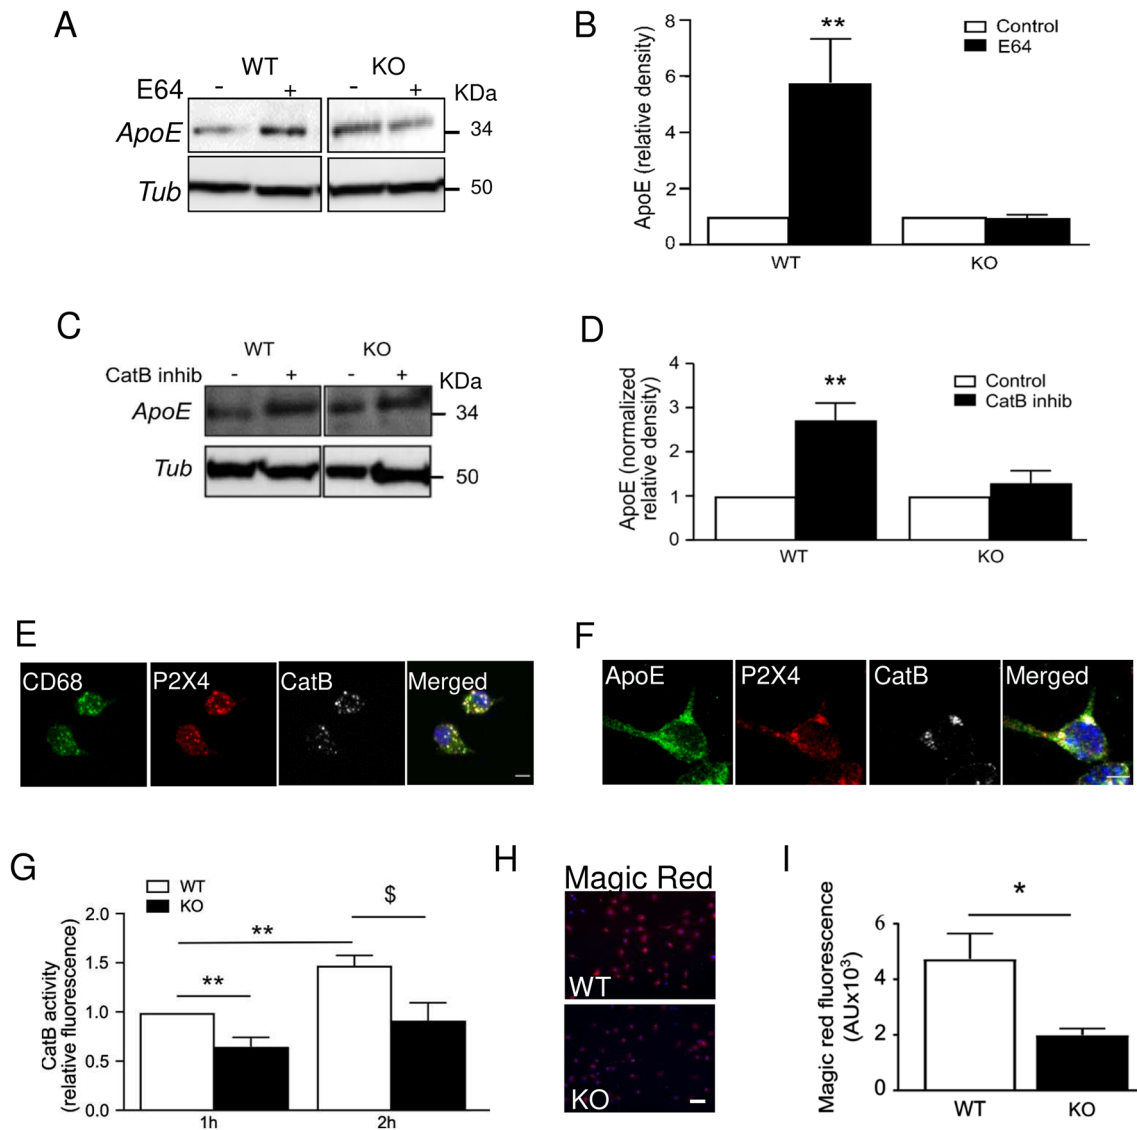 A
WT KO
E64 - + - + KDa
ApoE 34
Tub 50
B
ApoE (relative density)
8
6
4
2
0
**
Control
E64
WT KO
C
WT KO
CatB inhib - + - + KDa
ApoE 34
Tub 50
D
ApoE (normalized
relative density)
4
3
2
1
0
**
Control
CatB inhib
WT KO
E
CD68 P2X4 CatB Merged
F
ApoE P2X4 CatB Merged
G
WT
KO
CatB activity
(relative fluorescence)
2.0
1.5
1.0
0.5
0.0
**
**
$
1h 2h
H
Magic Red
WT
KO
I
Magic red fluorescence
(AUx10³)
6
4
2
0
*
WT KO